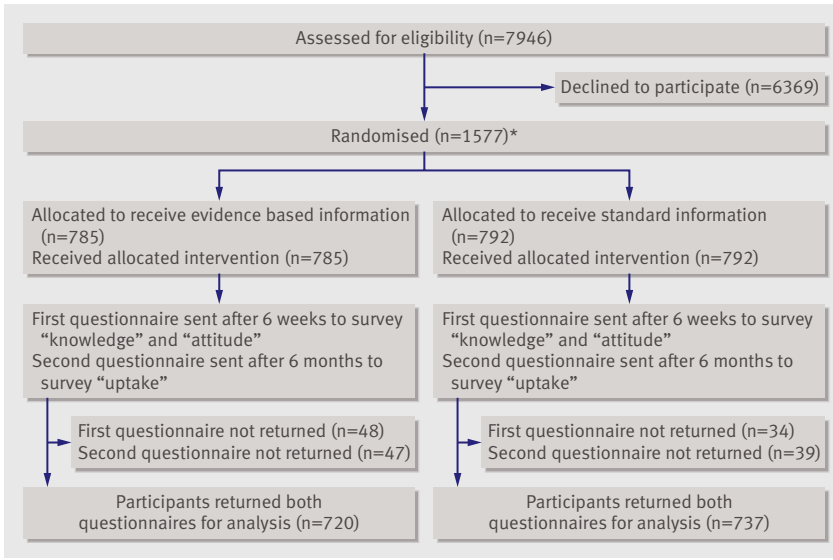 Assessed for eligibility (n=7946)
Declined to participate (n=6369)
Randomised (n=1577)*
Allocated to receive evidence based information
(n=785)
Received allocated intervention (n=785)
Allocated to receive standard information
(n=792)
Received allocated intervention (n=792)
First questionnaire sent after 6 weeks to survey
“knowledge” and “attitude”
Second questionnaire sent after 6 months to
survey “uptake”
First questionnaire sent after 6 weeks to survey
“knowledge” and “attitude”
Second questionnaire sent after 6 months to
survey “uptake”
First questionnaire not returned (n=48)
Second questionnaire not returned (n=47)
First questionnaire not returned (n=34)
Second questionnaire not returned (n=39)
Participants returned both
questionnaires for analysis (n=720)
Participants returned both
questionnaires for analysis (n=737)